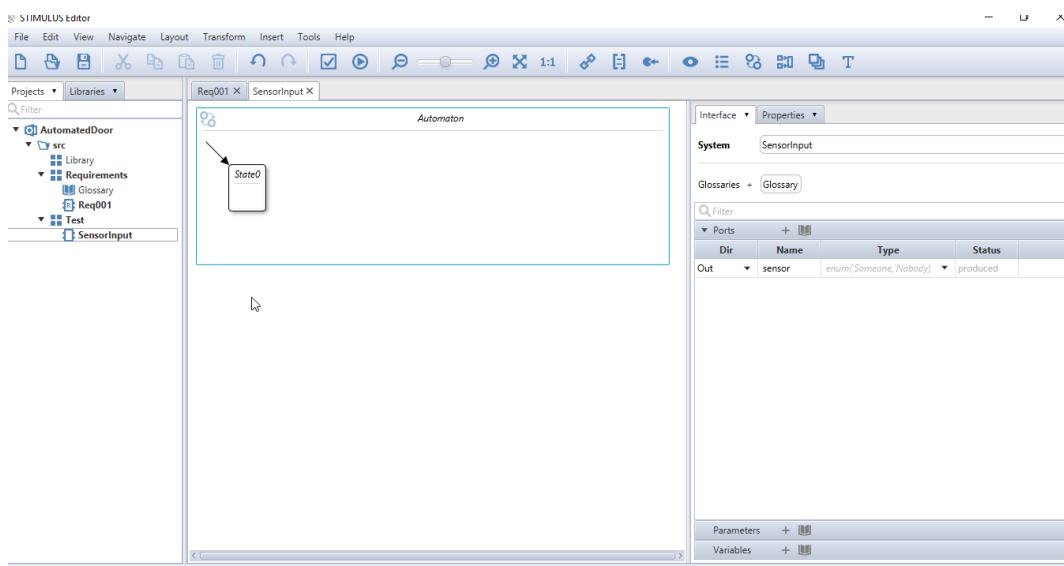 STIMULUS Editor
File Edit View Navigate Layout Transform Insert Tools Help
1:1 T
Projects Libraries
Req001 SensorInput
Filter
AutomatedDoor
src
Library
Requirements
Glossary
Req001
Test
SensorInput
Automaton
State0
Interface Properties
System SensorInput
Glossaries + Glossary
Filter
Ports +
Dir Name Type Status
Out sensor enum('Someone,'Nobody) produced
Parameters +
Variables +